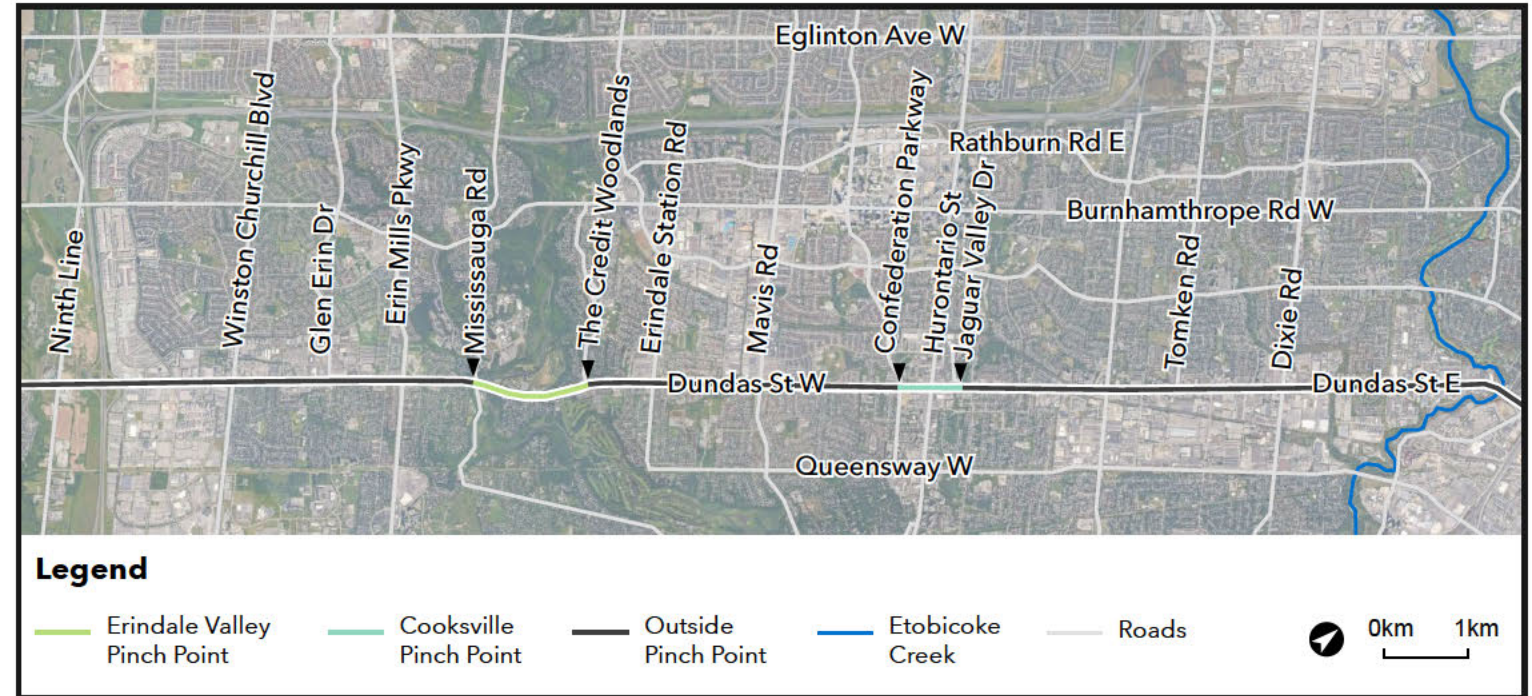 Eglinton Ave W
Winston Churchill Blvd
The Credit Woodlands
Confederation Parkway
Rathburn Rd E
Erindale Station Rd
Erin Mills Pkwy
Jaguar Valley Dr
Mississauga Rd
Hurontario St
Burnhamthrope Rd W
Glen Erin Dr
Ninth Line
Tomken Rd
Mavis Rd
Dixie Rd
Dundas St W
Dundas St E
Queensway W
Legend
Erindale Valley
Pinch Point
Cooksville
Pinch Point
Outside
Pinch Point
Etobicoke
Creek
Roads
0km 1km